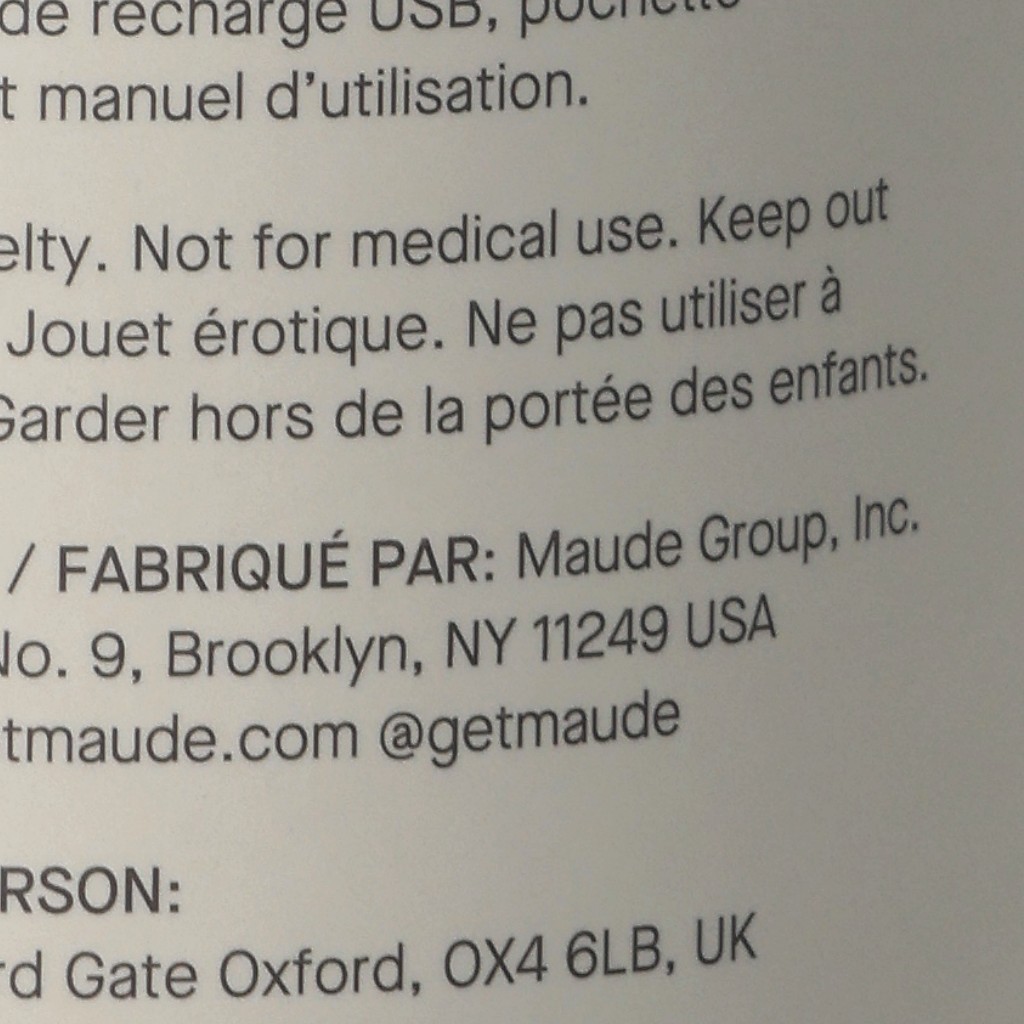 de recharge USB, pochette
t manuel d'utilisation.
elty. Not for medical use. Keep out
Jouet érotique. Ne pas utiliser à
Garder hors de la portée des enfants.
/ FABRIQUÉ PAR: Maude Group, Inc.
No. 9, Brooklyn, NY 11249 USA
tmaude.com @getmaude
RSON:
rd Gate Oxford, OX4 6LB, UK